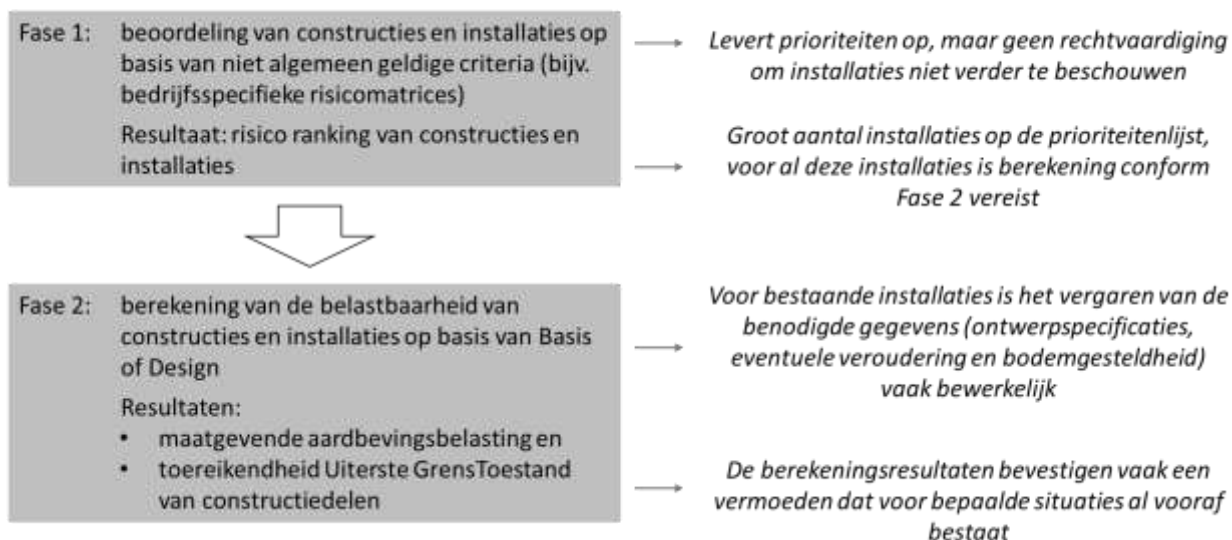 Fase 1: beoordeling van constructies en installaties op
basis van niet algemeen geldige criteria (bijv.
bedrijfsspecifieke risicomatrices)
Resultaat: risico ranking van constructies en
installaties
Levert prioriteiten op, maar geen rechtvaardiging
om installaties niet verder te beschouwen
Groot aantal installaties op de prioriteitenlijst,
voor al deze installaties is berekening conform
Fase 2 vereist
Fase 2: berekening van de belastbaarheid van
constructies en installaties op basis van Basis
of Design
Resultaten:
• maatgevende aardbevingsbelasting en
• toereikendheid Uiterste GrensToestand
van constructiedelen
Voor bestaande installaties is het vergaren van de
benodigde gegevens (ontwerpspecificaties,
eventuele veroudering en bodemgesteldheid)
vaak bewerkelijk
De berekeningsresultaten bevestigen vaak een
vermoeden dat voor bepaalde situaties al vooraf
bestaat